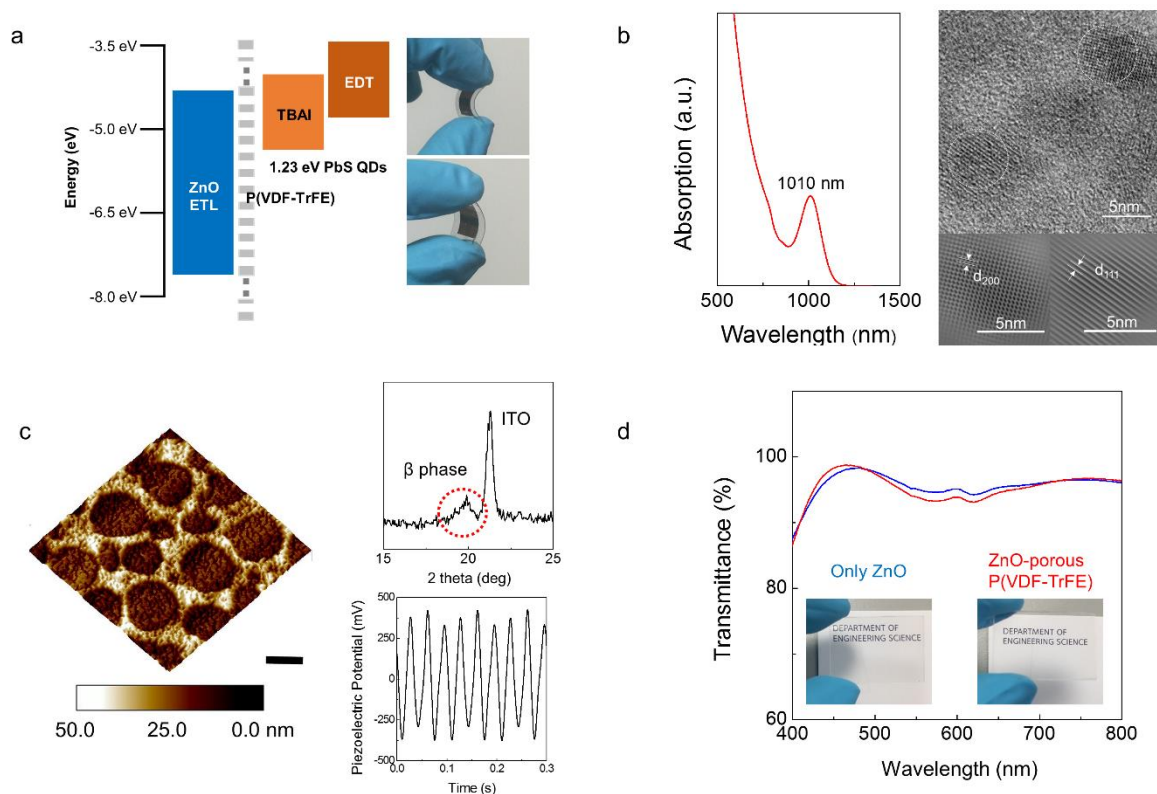 a
-3.5 eV
-5.0 eV
-6.5 eV
-8.0 eV
Energy (eV)
ZnO
ETL
P(VDF-TrFE)
TBAI
EDT
1.23 eV PbS QDs
b
Absorption (a.u.)
1010 nm
500
1000
1500
Wavelength (nm)
5nm
d200
5nm
d111
5nm
c
50.0
25.0
0.0 nm
β phase
ITO
15
20
25
2 theta (deg)
Piezoelectric Potential (mV)
500
250
0
-250
-500
0.0
0.1
0.2
0.3
Time (s)
d
Transmittance (%)
100
80
60
Only ZnO
ZnO-porous
P(VDF-TrFE)
DEPARTMENT OF
ENGINEERING SCIENCE
DEPARTMENT OF
ENGINEERING SCIENCE
400
500
600
700
800
Wavelength (nm)